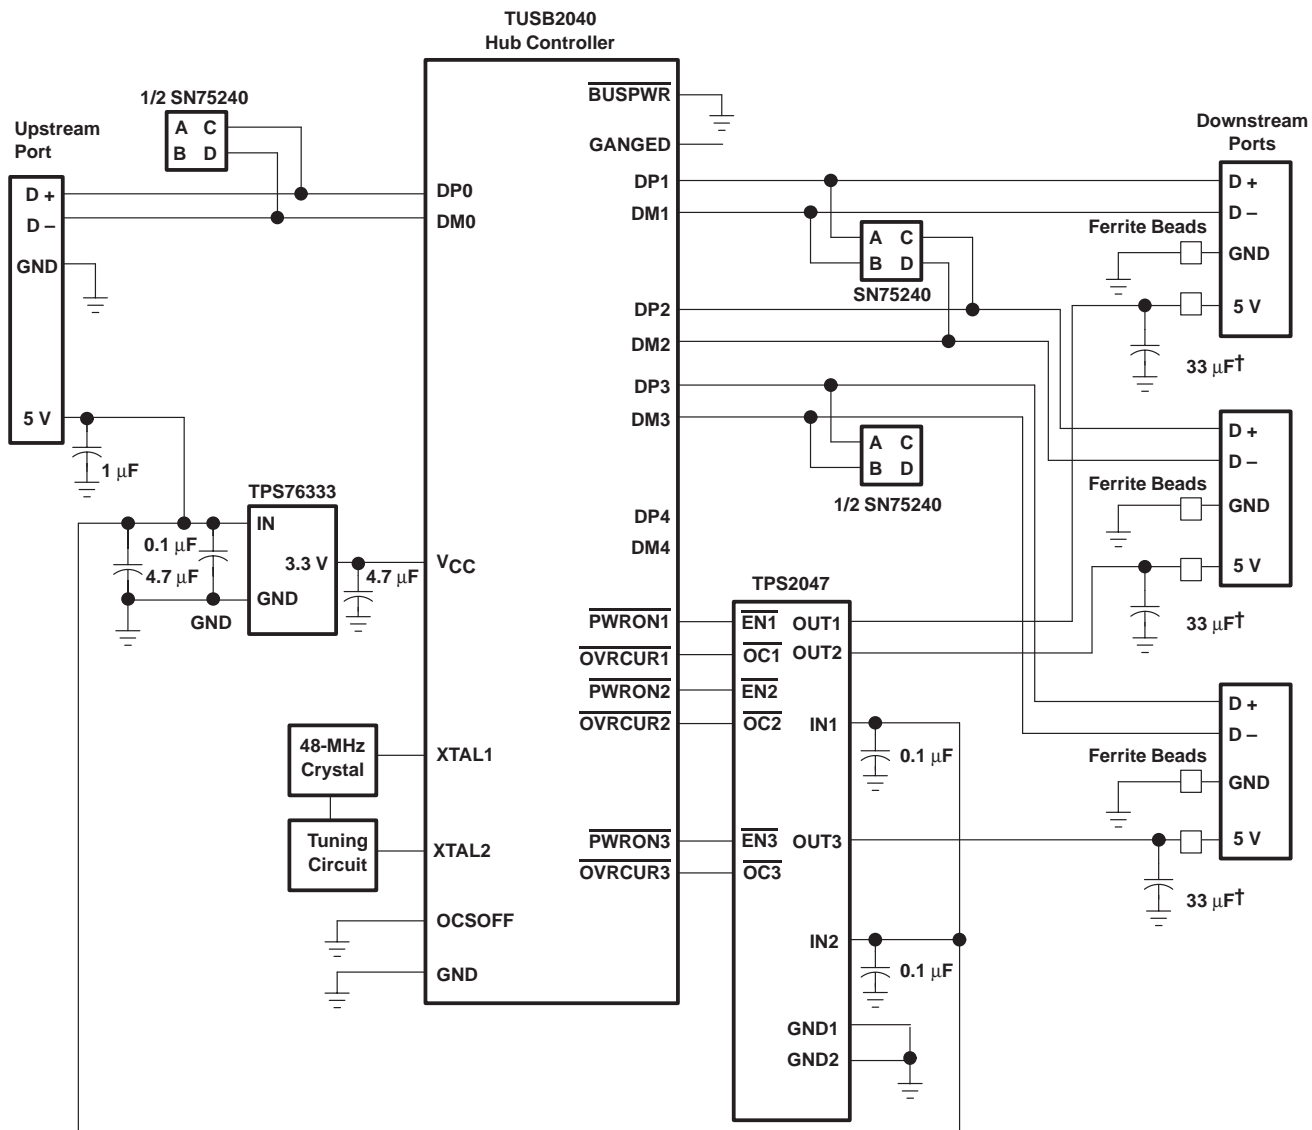 TUSB2040
Hub Controller
1/2 SN75240
A C
B D
Upstream
Port
D +
D –
GND
5 V
1 μF
TPS76333
IN
3.3 V
GND
0.1 μF
4.7 μF
GND
4.7 μF
48-MHz
Crystal
Tuning
Circuit
DP0
DM0
VCC
XTAL1
XTAL2
OCSOFF
GND
BUSPWR
GANGED
DP1
DM1
DP2
DM2
DP3
DM3
DP4
DM4
PWRON1
OVRCUR1
PWRON2
OVRCUR2
PWRON3
OVRCUR3
A C
B D
SN75240
A C
B D
1/2 SN75240
TPS2047
EN1
OC1
EN2
OC2
EN3
OC3
OUT1
OUT2
IN1
OUT3
IN2
GND1
GND2
0.1 μF
0.1 μF
Downstream
Ports
D +
D –
Ferrite Beads
GND
5 V
33 μF†
D +
D –
Ferrite Beads
GND
5 V
33 μF†
D +
D –
Ferrite Beads
GND
5 V
33 μF†